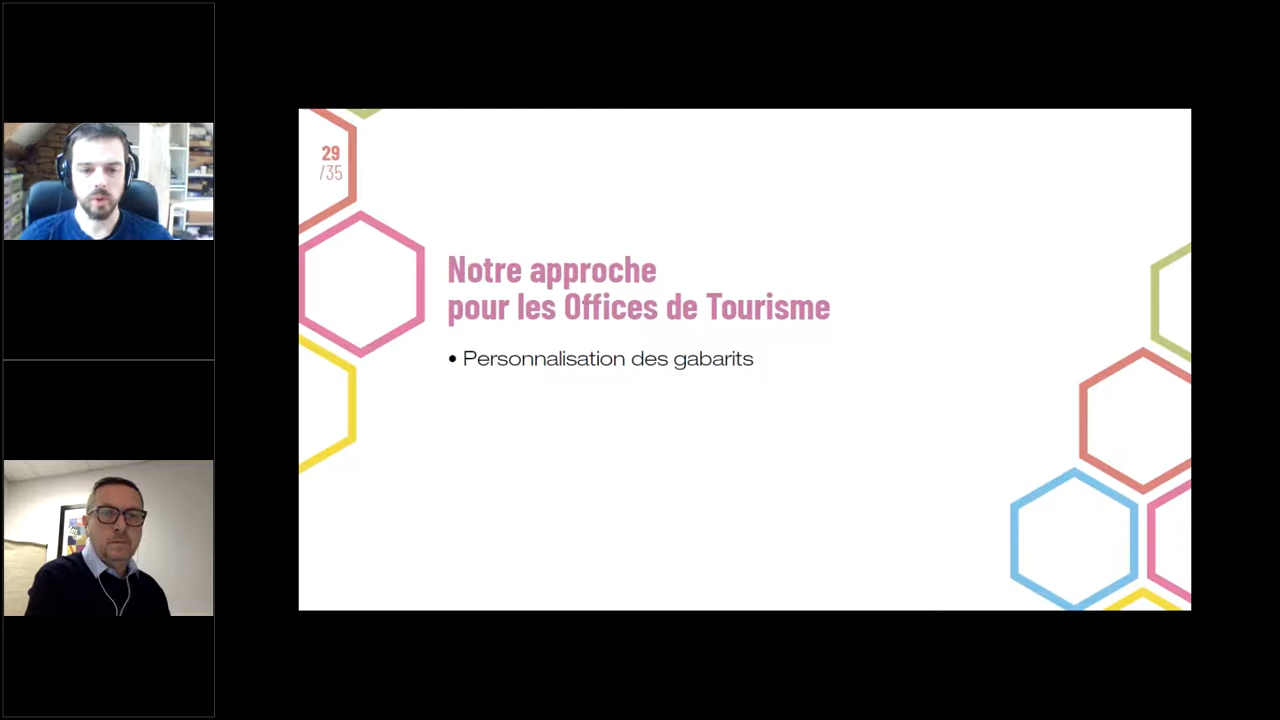 29
/35
Notre approche
pour les Offices de Tourisme
• Personnalisation des gabarits